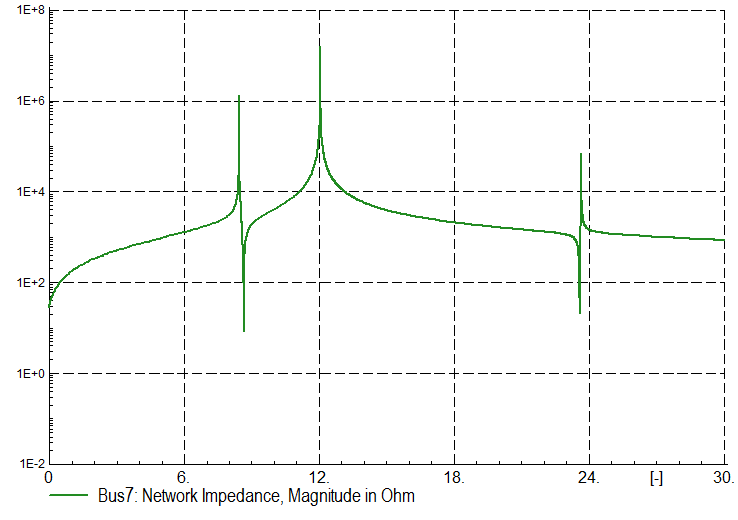 1E+8
1E+6
1E+4
1E+2
1E+0
1E-2
0 6. 12. 18. 24. [-] 30.
Bus7: Network Impedance, Magnitude in Ohm